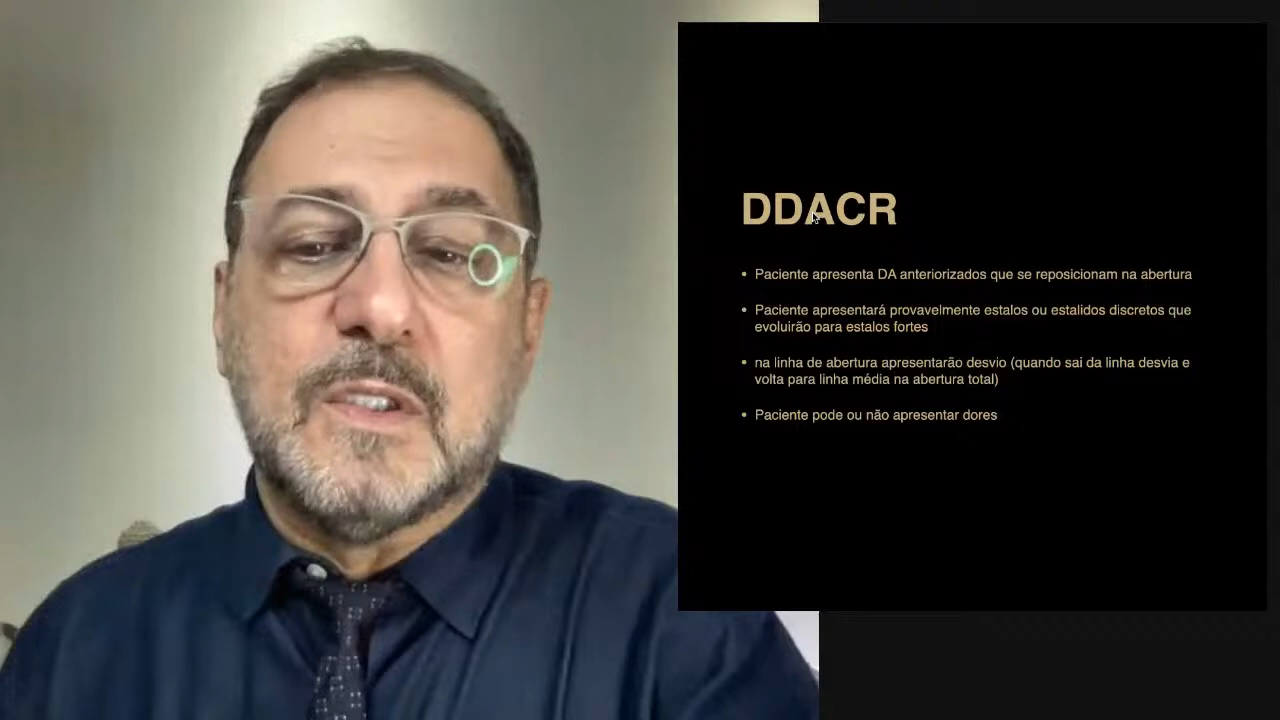 DDACR
• Paciente apresenta DA anteriorizados que se reposicionam na abertura
• Paciente apresentará provavelmente estalos ou estalidos discretos que
evoluirão para estalos fortes
• na linha de abertura apresentarão desvio (quando sai da linha desvia e
volta para linha média na abertura total)
• Paciente pode ou não apresentar dores